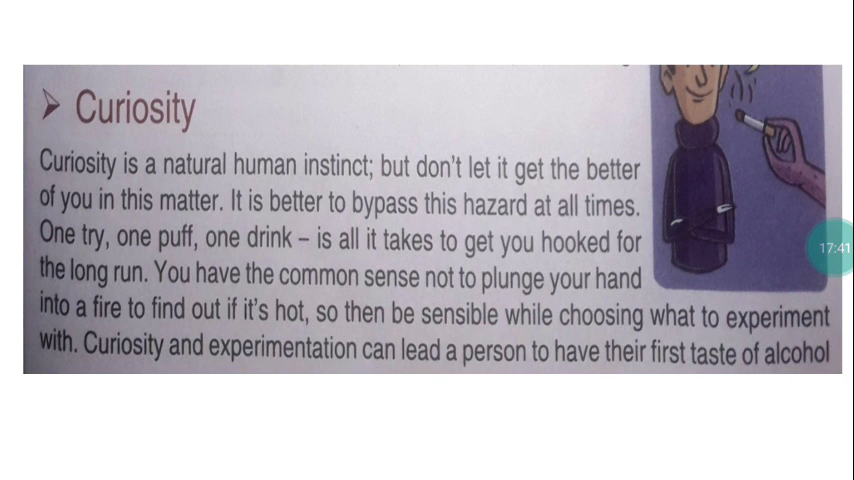 Curiosity
Curiosity is a natural human instinct; but don't let it get the better
of you in this matter. It is better to bypass this hazard at all times.
One try, one puff, one drink – is all it takes to get you hooked for
the long run. You have the common sense not to plunge your hand
into a fire to find out if it's hot, so then be sensible while choosing what to experiment
with. Curiosity and experimentation can lead a person to have their first taste of alcohol
17:41